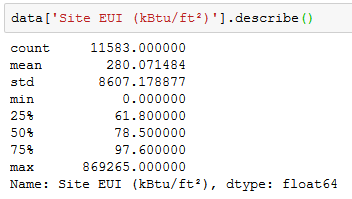 data['Site EUI (kBtu/ft²)'].describe()
count 11583.000000
mean 280.071484
std 8607.178877
min 0.000000
25% 61.800000
50% 78.500000
75% 97.600000
max 869265.000000
Name: Site EUI (kBtu/ft²), dtype: float64